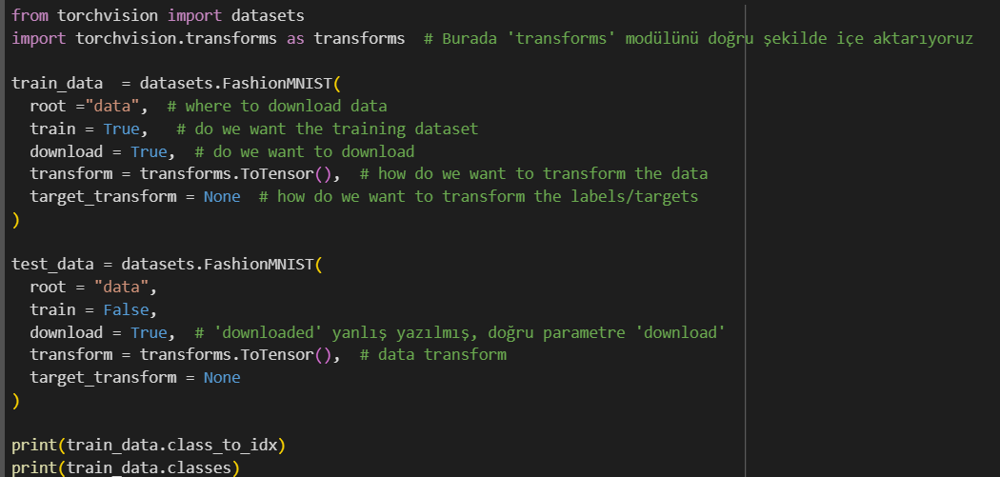 from torchvision import datasets
import torchvision.transforms as transforms  # Burada 'transforms' modülünü doğru şekilde içe aktarıyoruz
train_data  = datasets.FashionMNIST(
  root ="data",  # where to download data
  train = True,   # do we want the training dataset
  download = True,  # do we want to download
  transform = transforms.ToTensor(),  # how do we want to transform the data
  target_transform = None  # how do we want to transform the labels/targets
)
test_data = datasets.FashionMNIST(
  root = "data",
  train = False,
  download = True,  # 'downloaded' yanlış yazılmış, doğru parametre 'download'
  transform = transforms.ToTensor(),  # data transform
  target_transform = None
)
print(train_data.class_to_idx)
print(train_data.classes)